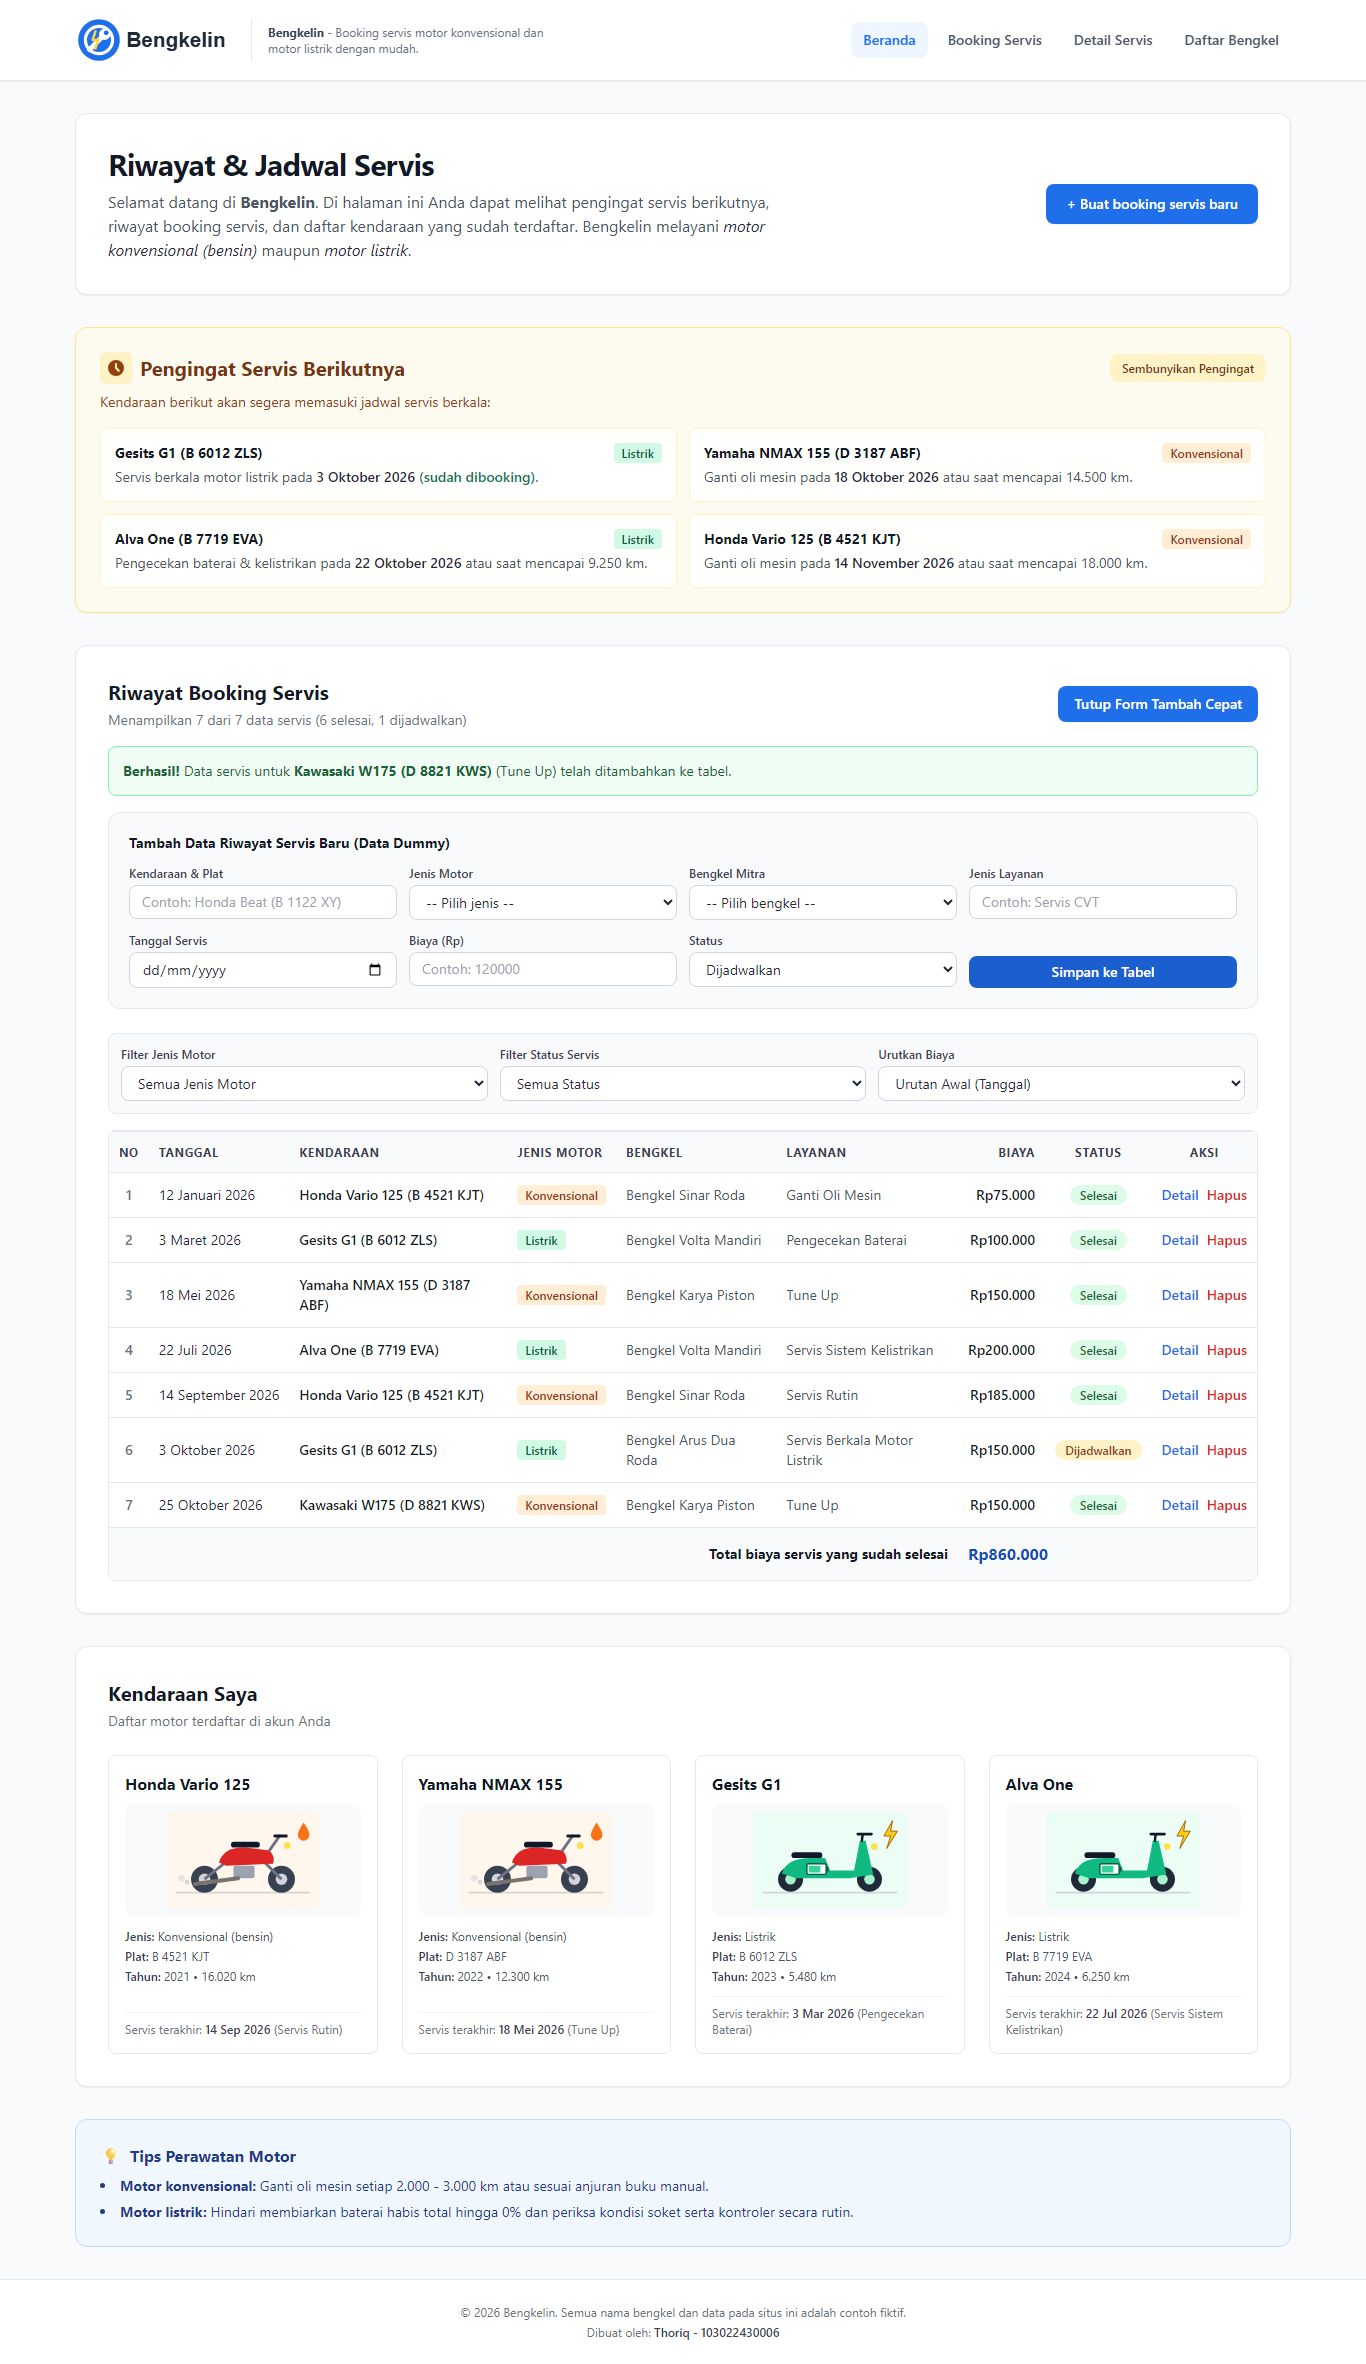 Bengkelin
Bengkelin - Booking servis motor konvensional dan
motor listrik dengan mudah.
Beranda
Booking Servis
Detail Servis
Daftar Bengkel
Riwayat & Jadwal Servis
Selamat datang di Bengkelin. Di halaman ini Anda dapat melihat pengingat servis berikutnya,
riwayat booking servis, dan daftar kendaraan yang sudah terdaftar. Bengkelin melayani motor
konvensional (bensin) maupun motor listrik.
+ Buat booking servis baru
Pengingat Servis Berikutnya
Sembunyikan Pengingat
Kendaraan berikut akan segera memasuki jadwal servis berkala:
Gesits G1 (B 6012 ZLS)
Listrik
Servis berkala motor listrik pada 3 Oktober 2026 (sudah dibooking).
Yamaha NMAX 155 (D 3187 ABF)
Konvensional
Ganti oli mesin pada 18 Oktober 2026 atau saat mencapai 14.500 km.
Alva One (B 7719 EVA)
Listrik
Pengecekan baterai & kelistrikan pada 22 Oktober 2026 atau saat mencapai 9.250 km.
Honda Vario 125 (B 4521 KJT)
Konvensional
Ganti oli mesin pada 14 November 2026 atau saat mencapai 18.000 km.
Riwayat Booking Servis
Menampilkan 7 dari 7 data servis (6 selesai, 1 dijadwalkan)
Tutup Form Tambah Cepat
Berhasil! Data servis untuk Kawasaki W175 (D 8821 KWS) (Tune Up) telah ditambahkan ke tabel.
Tambah Data Riwayat Servis Baru (Data Dummy)
Kendaraan & Plat
Contoh: Honda Beat (B 1122 XY)
Jenis Motor
-- Pilih jenis --
Bengkel Mitra
-- Pilih bengkel --
Jenis Layanan
Contoh: Servis CVT
Tanggal Servis
dd/mm/yyyy
Biaya (Rp)
Contoh: 120000
Status
Dijadwalkan
Simpan ke Tabel
Filter Jenis Motor
Semua Jenis Motor
Filter Status Servis
Semua Status
Urutkan Biaya
Urutan Awal (Tanggal)
NO TANGGAL KENDARAAN JENIS MOTOR BENGKEL LAYANAN BIAYA STATUS AKSI
1 12 Januari 2026 Honda Vario 125 (B 4521 KJT) Konvensional Bengkel Sinar Roda Ganti Oli Mesin Rp75.000 Selesai Detail Hapus
2 3 Maret 2026 Gesits G1 (B 6012 ZLS) Listrik Bengkel Volta Mandiri Pengecekan Baterai Rp100.000 Selesai Detail Hapus
3 18 Mei 2026 Yamaha NMAX 155 (D 3187 ABF) Konvensional Bengkel Karya Piston Tune Up Rp150.000 Selesai Detail Hapus
4 22 Juli 2026 Alva One (B 7719 EVA) Listrik Bengkel Volta Mandiri Servis Sistem Kelistrikan Rp200.000 Selesai Detail Hapus
5 14 September 2026 Honda Vario 125 (B 4521 KJT) Konvensional Bengkel Sinar Roda Servis Rutin Rp185.000 Selesai Detail Hapus
6 3 Oktober 2026 Gesits G1 (B 6012 ZLS) Listrik Bengkel Arus Dua Roda Servis Berkala Motor Listrik Rp150.000 Dijadwalkan Detail Hapus
7 25 Oktober 2026 Kawasaki W175 (D 8821 KWS) Konvensional Bengkel Karya Piston Tune Up Rp150.000 Selesai Detail Hapus
Total biaya servis yang sudah selesai Rp860.000
Kendaraan Saya
Daftar motor terdaftar di akun Anda
Honda Vario 125
Jenis: Konvensional (bensin)
Plat: B 4521 KJT
Tahun: 2021 • 16.020 km
Servis terakhir: 14 Sep 2026 (Servis Rutin)
Yamaha NMAX 155
Jenis: Konvensional (bensin)
Plat: D 3187 ABF
Tahun: 2022 • 12.300 km
Servis terakhir: 18 Mei 2026 (Tune Up)
Gesits G1
Jenis: Listrik
Plat: B 6012 ZLS
Tahun: 2023 • 5.480 km
Servis terakhir: 3 Mar 2026 (Pengecekan
Baterai)
Alva One
Jenis: Listrik
Plat: B 7719 EVA
Tahun: 2024 • 6.250 km
Servis terakhir: 22 Jul 2026 (Servis Sistem
Kelistrikan)
Tips Perawatan Motor
• Motor konvensional: Ganti oli mesin setiap 2.000 - 3.000 km atau sesuai anjuran buku manual.
• Motor listrik: Hindari membiarkan baterai habis total hingga 0% dan periksa kondisi soket serta kontroler secara rutin.
© 2026 Bengkelin. Semua nama bengkel dan data pada situs ini adalah contoh fiktif.
Dibuat oleh: Thoriq - 103022430006